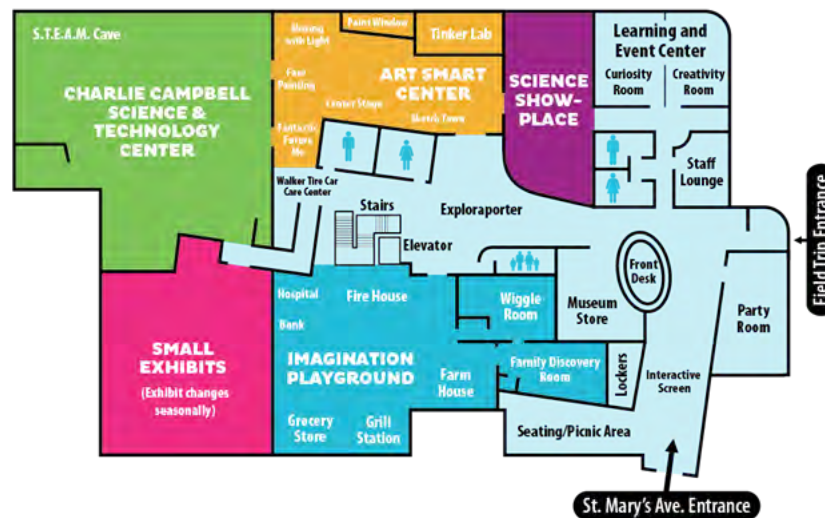 S.T.E.A.M. Cave
CHARLIE CAMPBELL
SCIENCE &
TECHNOLOGY
CENTER
Moving
with Light
Paint Window
Tinker Lab
Face
Painting
ART SMART
CENTER
Center Stage
Sketch Town
Fantastic
Future
Me
SCIENCE
SHOW-
PLACE
Learning and
Event Center
Curiosity
Room
Creativity
Room
Staff
Lounge
Walker Tire Car
Care Center
Stairs
Exploraporter
Elevator
Field Trip Entrance
Front
Desk
Hospital
Fire House
Bank
IMAGINATION
PLAYGROUND
Wiggle
Room
Museum
Store
Party
Room
SMALL
EXHIBITS
(Exhibit changes
seasonally)
Farm
House
Family Discovery
Room
Lockers
Interactive
Screen
Grocery
Store
Grill
Station
Seating/Picnic Area
St. Mary's Ave. Entrance